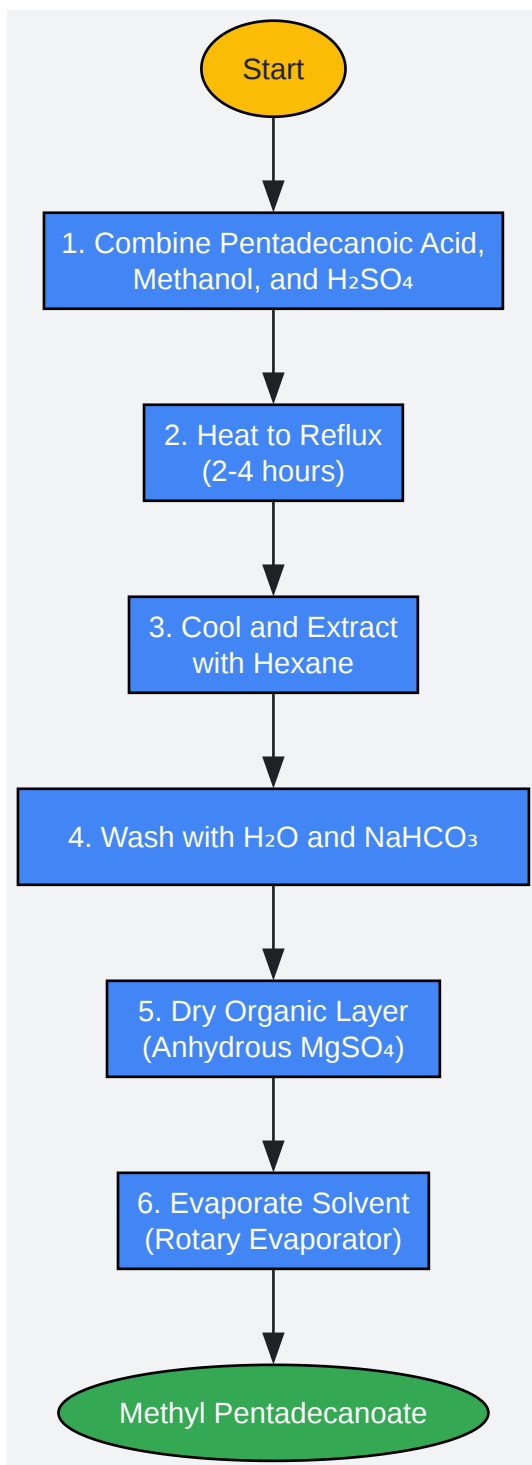 Start
1. Combine Pentadecanoic Acid,
Methanol, and H₂SO₄
2. Heat to Reflux
(2-4 hours)
3. Cool and Extract
with Hexane
4. Wash with H₂O and NaHCO₃
5. Dry Organic Layer
(Anhydrous MgSO₄)
6. Evaporate Solvent
(Rotary Evaporator)
Methyl Pentadecanoate